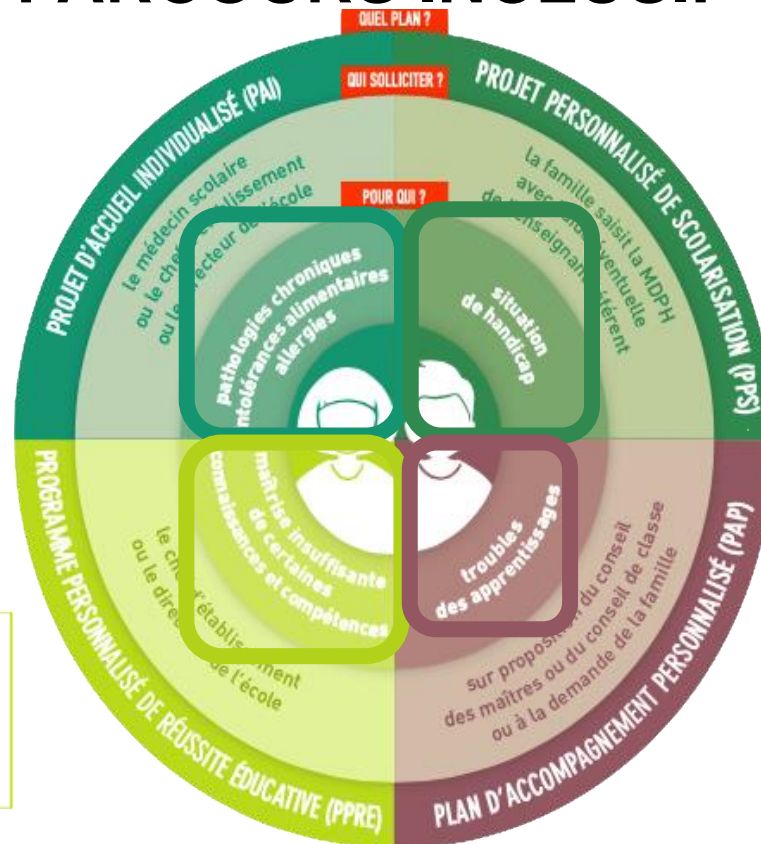 PARCOURS INCLUSIF
QUEL PLAN ?
QUI SOLLICITER ?
POUR QUI ?
PROJET D'ACCUEIL INDIVIDUALISÉ (PAI)
le médecin scolaire
ou le chef établissement
ou le directeur de l'école
pathologies chroniques
intolérances alimentaires
allergies
PROJET PERSONNALISÉ DE SCOLARISATION (PPS)
la famille saisit la MDPH
avec éventuelle
de l'enseignant référent
situation
de handicap
PROGRAMME PERSONNALISÉ DE RÉUSSITE ÉDUCATIVE (PPRE)
le chef d'établissement
ou le directeur de l'école
maîtrise insuffisante
de certaines
connaissances et compétences
PLAN D'ACCOMPAGNEMENT PERSONNALISÉ (PAP)
sur proposition du conseil
des maîtres ou du conseil de classe
ou à la demande de la famille
troubles
des apprentissages